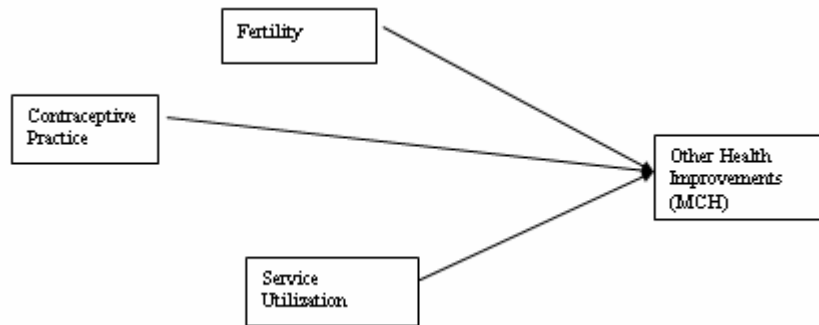 Fertility
Contraceptive
Practice
Other Health
Improvements
(MCH)
Service
Utilization